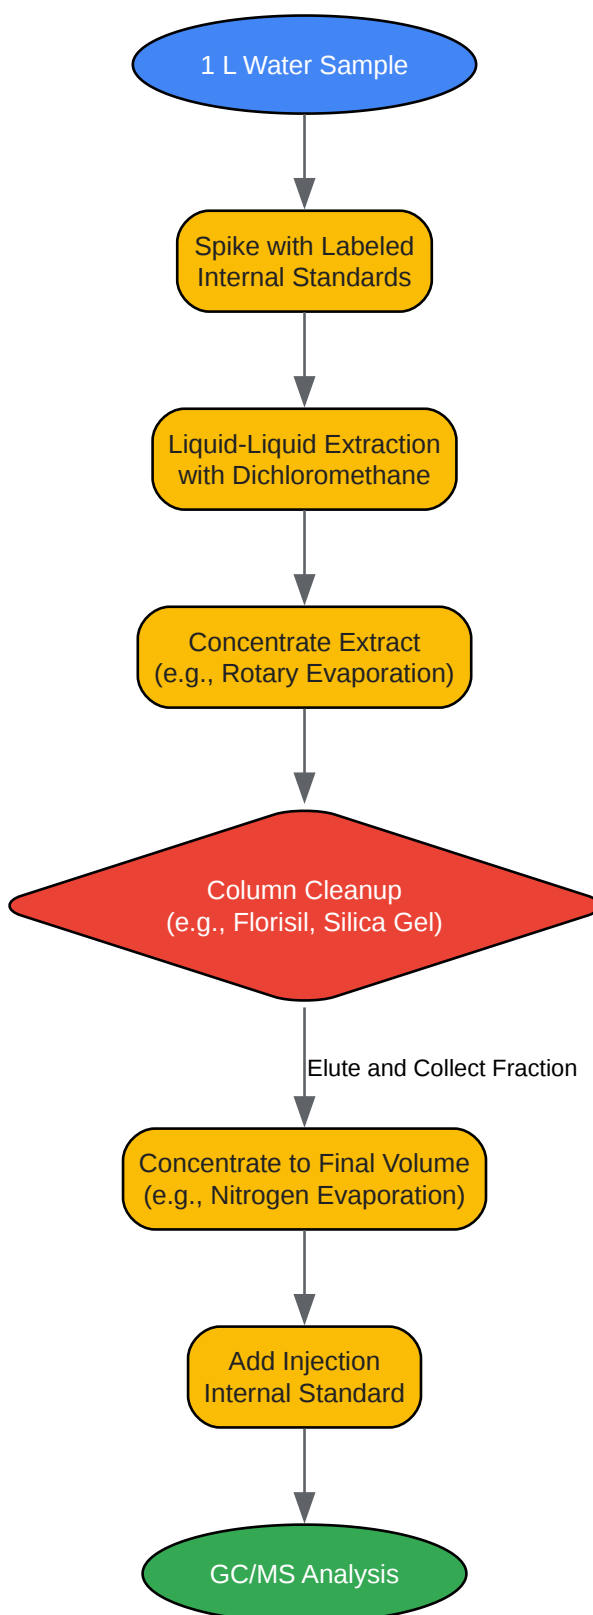 1 L Water Sample
Spike with Labeled
Internal Standards
Liquid-Liquid Extraction
with Dichloromethane
Concentrate Extract
(e.g., Rotary Evaporation)
Column Cleanup
(e.g., Florisil, Silica Gel)
Elute and Collect Fraction
Concentrate to Final Volume
(e.g., Nitrogen Evaporation)
Add Injection
Internal Standard
GC/MS Analysis